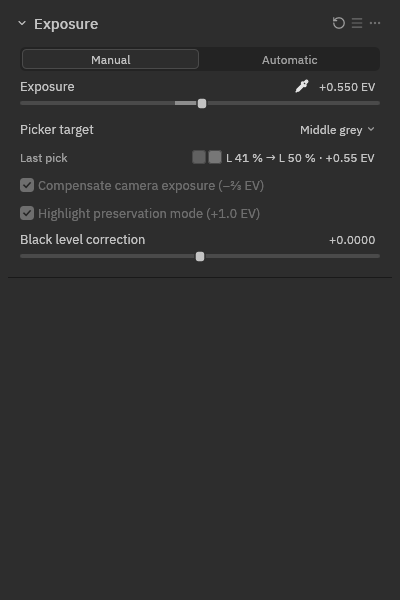 Exposure
Manual Automatic
Exposure +0.550 EV
Picker target Middle grey
Last pick L 41 % → L 50 % · +0.55 EV
Compensate camera exposure (−⅔ EV)
Highlight preservation mode (+1.0 EV)
Black level correction +0.0000